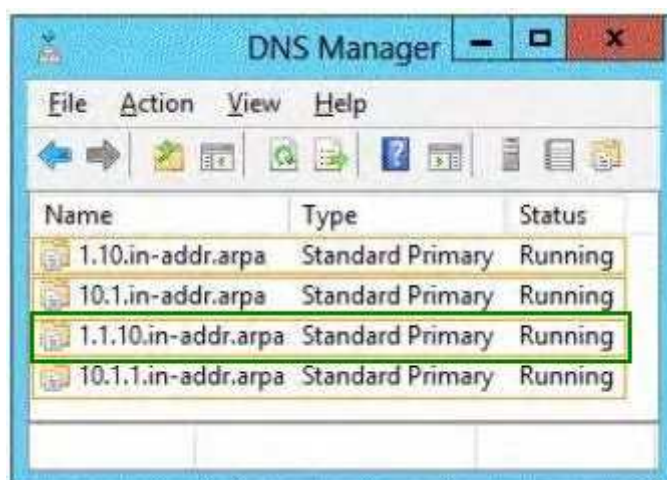 DNS Manager
File Action View Help
Name Type Status
1.10.in-addr.arpa Standard Primary Running
10.1.in-addr.arpa Standard Primary Running
1.1.10.in-addr.arpa Standard Primary Running
10.1.1.in-addr.arpa Standard Primary Running